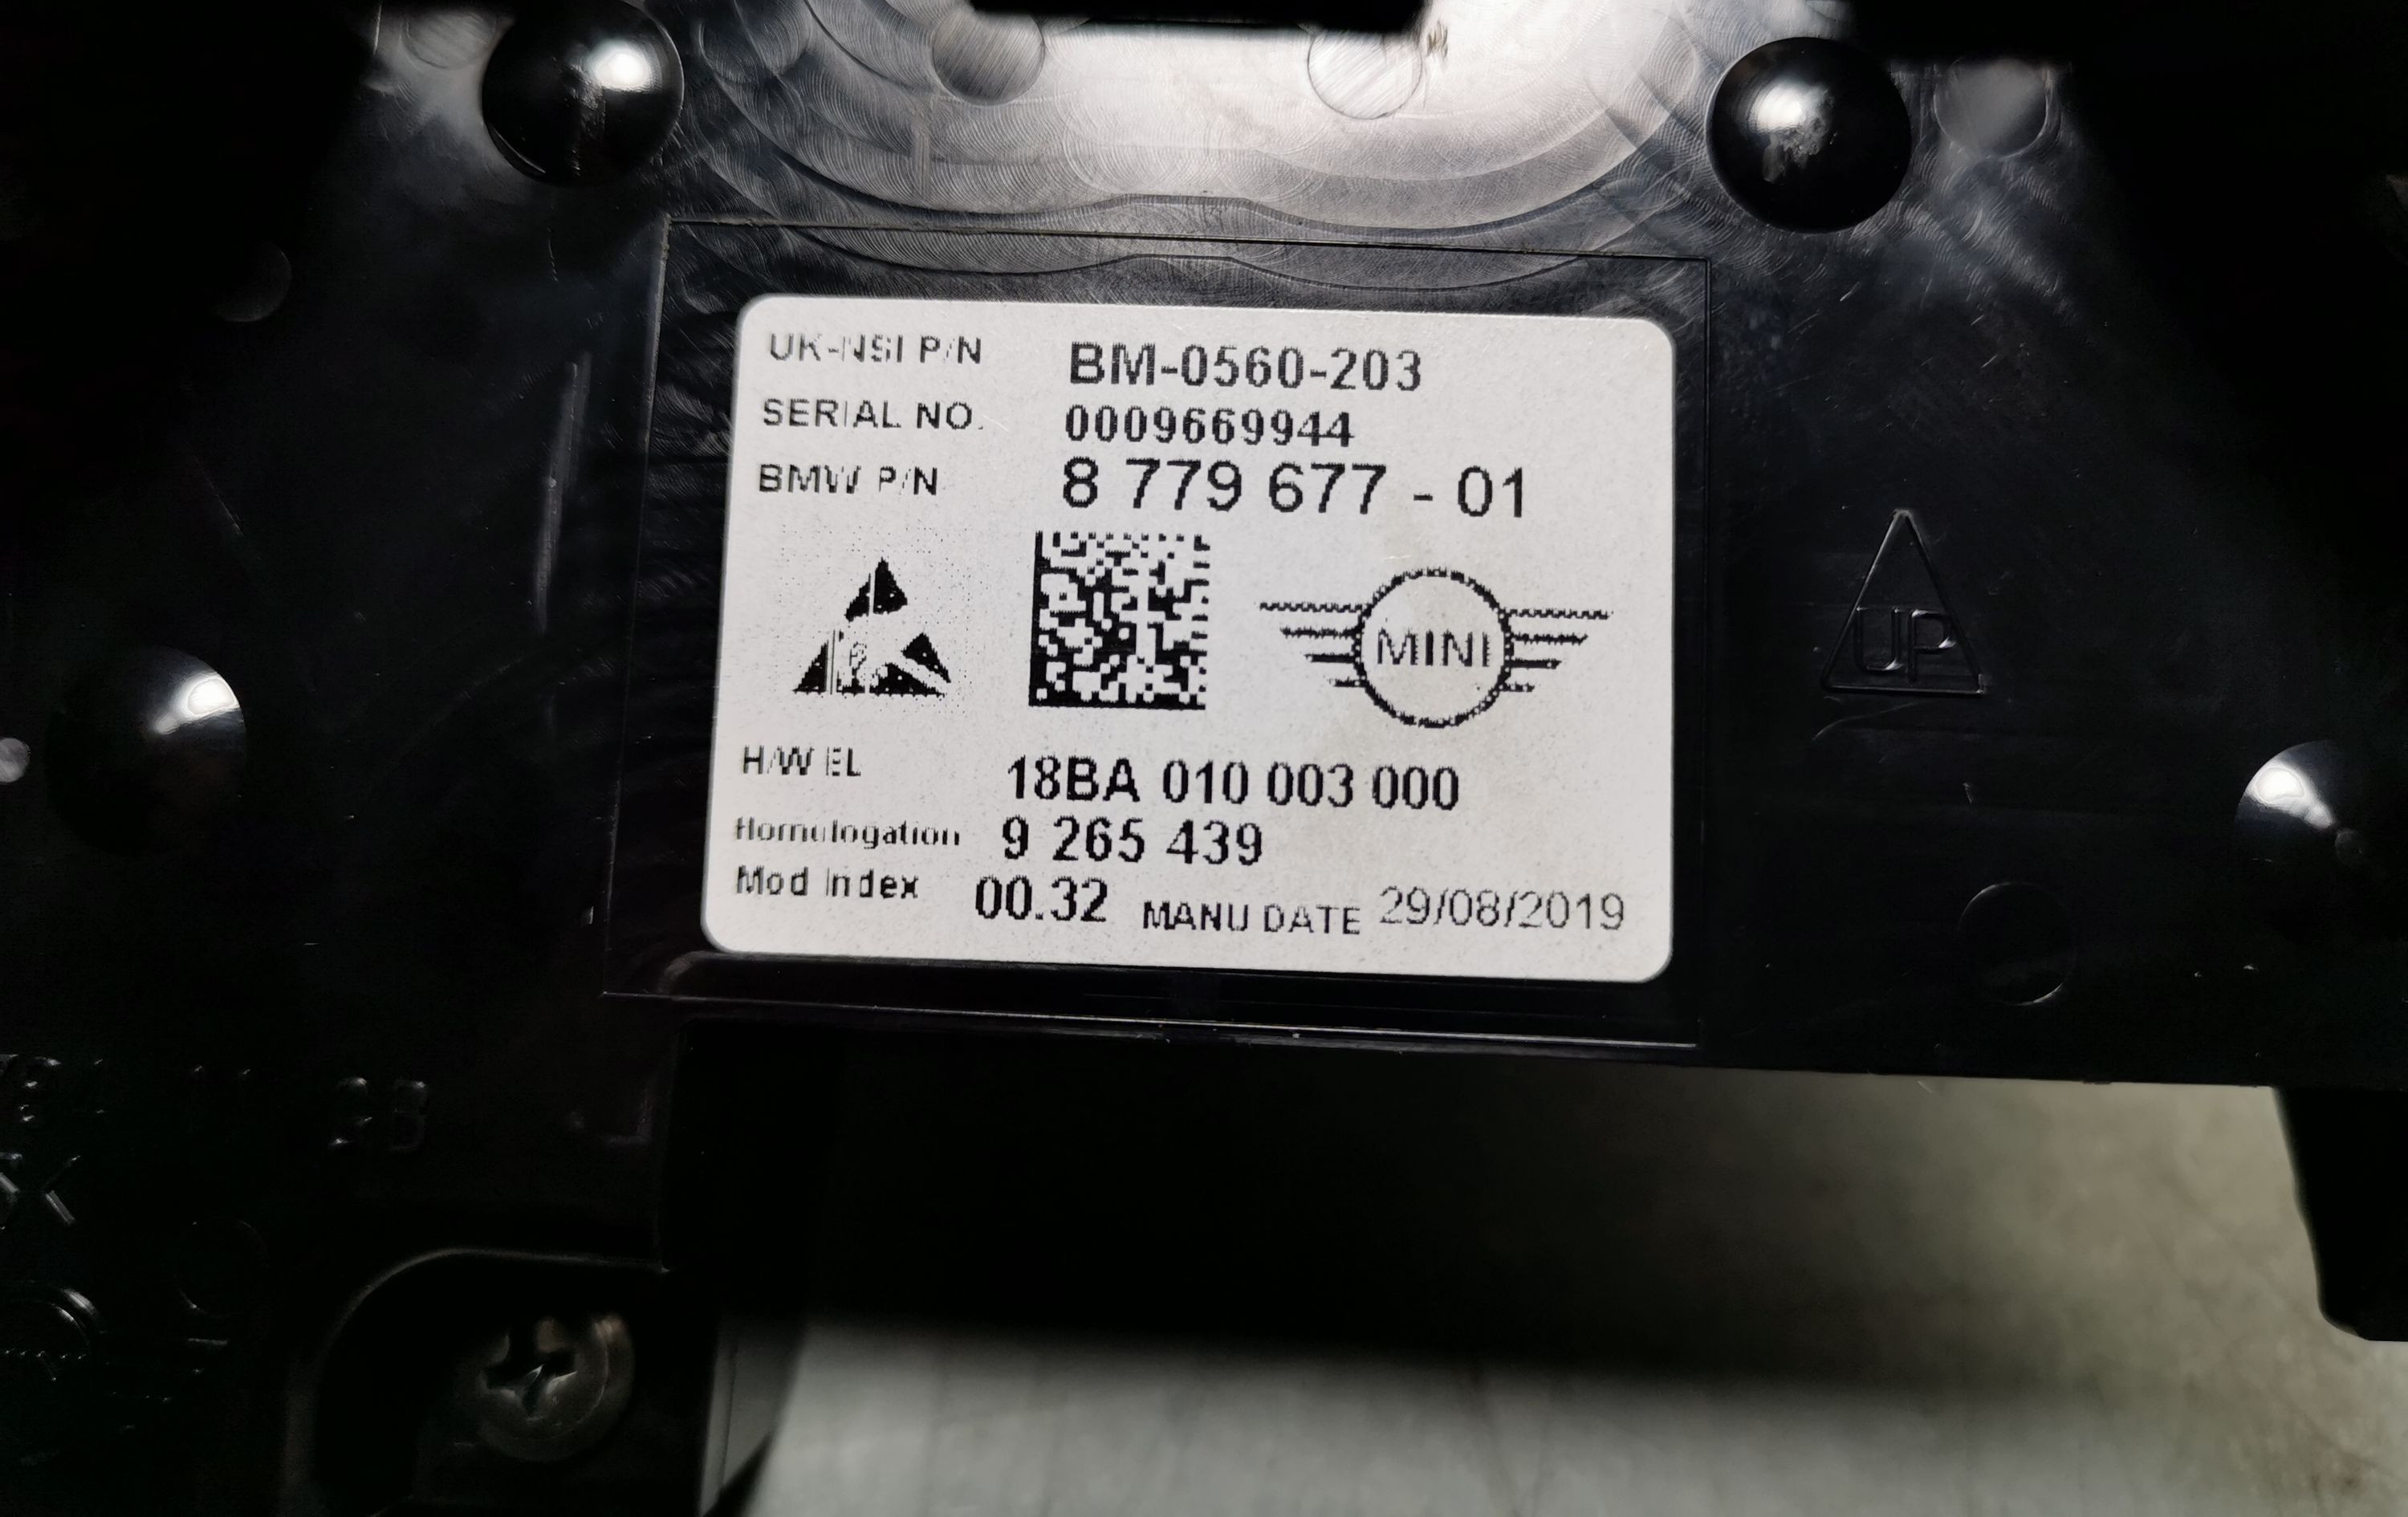 UK-NSI P/N BM-0560-203
SERIAL NO. 0009669944
BMW P/N 8 779 677 - 01
MINI
UP
H/W EL 18BA 010 003 000
Homologation 9 265 439
Mod Index 00.32 MANU DATE 29/08/2019